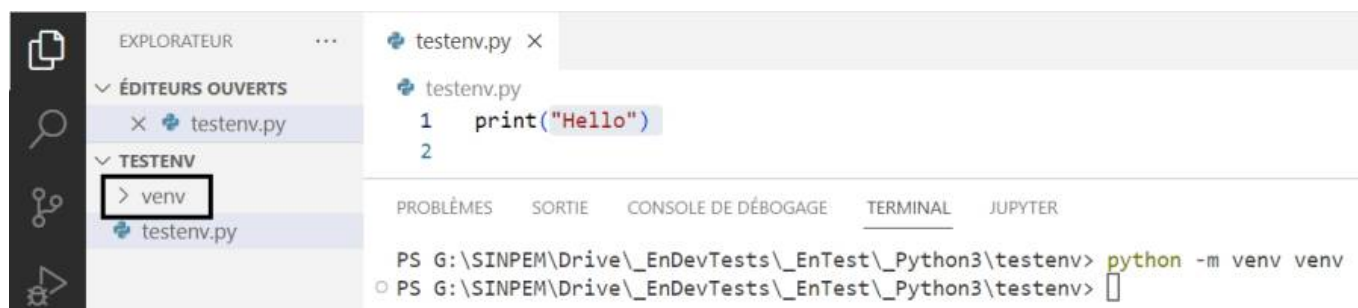 EXPLORATEUR ...
ÉDITEURS OUVERTS
testenv.py
TESTENV
venv
testenv.py
testenv.py
testenv.py
1 print("Hello")
2
PROBLÈMES SORTIE CONSOLE DE DÉBOGAGE TERMINAL JUPYTER
PS G:\SINPEM\Drive\_EnDevTests\_EnTest\_Python3\testenv> python -m venv venv
PS G:\SINPEM\Drive\_EnDevTests\_EnTest\_Python3\testenv>